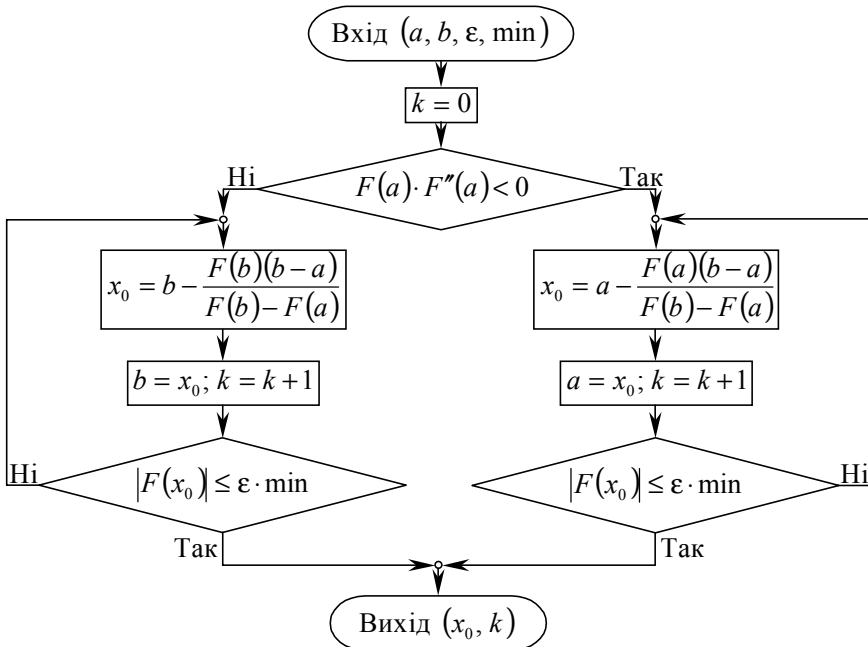 Вхід (a, b, ε, min)
k = 0
Ні
F(a)·F″(a)<0
Так
x₀ = b − F(b)(b − a) / F(b) − F(a)
x₀ = a − F(a)(b − a) / F(b) − F(a)
b = x₀; k = k + 1
a = x₀; k = k + 1
Ні
|F(x₀)| ≤ ε · min
|F(x₀)| ≤ ε · min
Ні
Так
Так
Вихід (x₀, k)